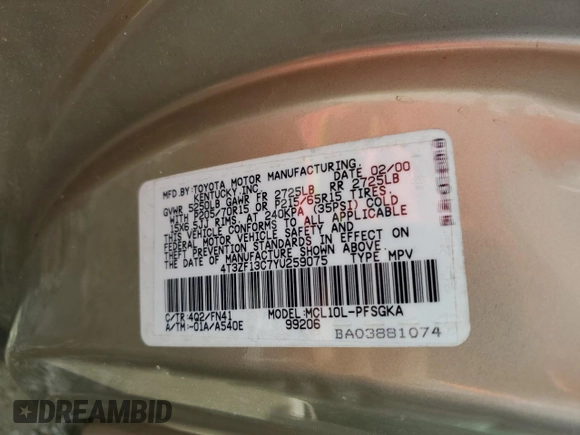 MFD.BY:TOYOTA MOTOR MANUFACTURING.
KENTUCKY,INC. DATE 02/00
GVWR 5250LB GAWR FR 2725LB RR 2725LB
WITH P205/70R15 OR P215/65R15 TIRES.
15X6 JJ RIMS. AT 240KPA (35PSI) COLD
THIS VEHICLE CONFORMS TO ALL APPLICABLE
FEDERAL MOTOR VEHICLE SAFETY AND
THEFT PREVENTION STANDARDS IN EFFECT ON
THE DATE OF MANUFACTURE SHOWN ABOVE.
4T3ZF13C7YU259075 TYPE MPV
C/TR:4Q2/FN41 MODEL:MCL10L-PFSGKA
A/TM:-01A/A540E 99206
BA03881074
DREAMBID